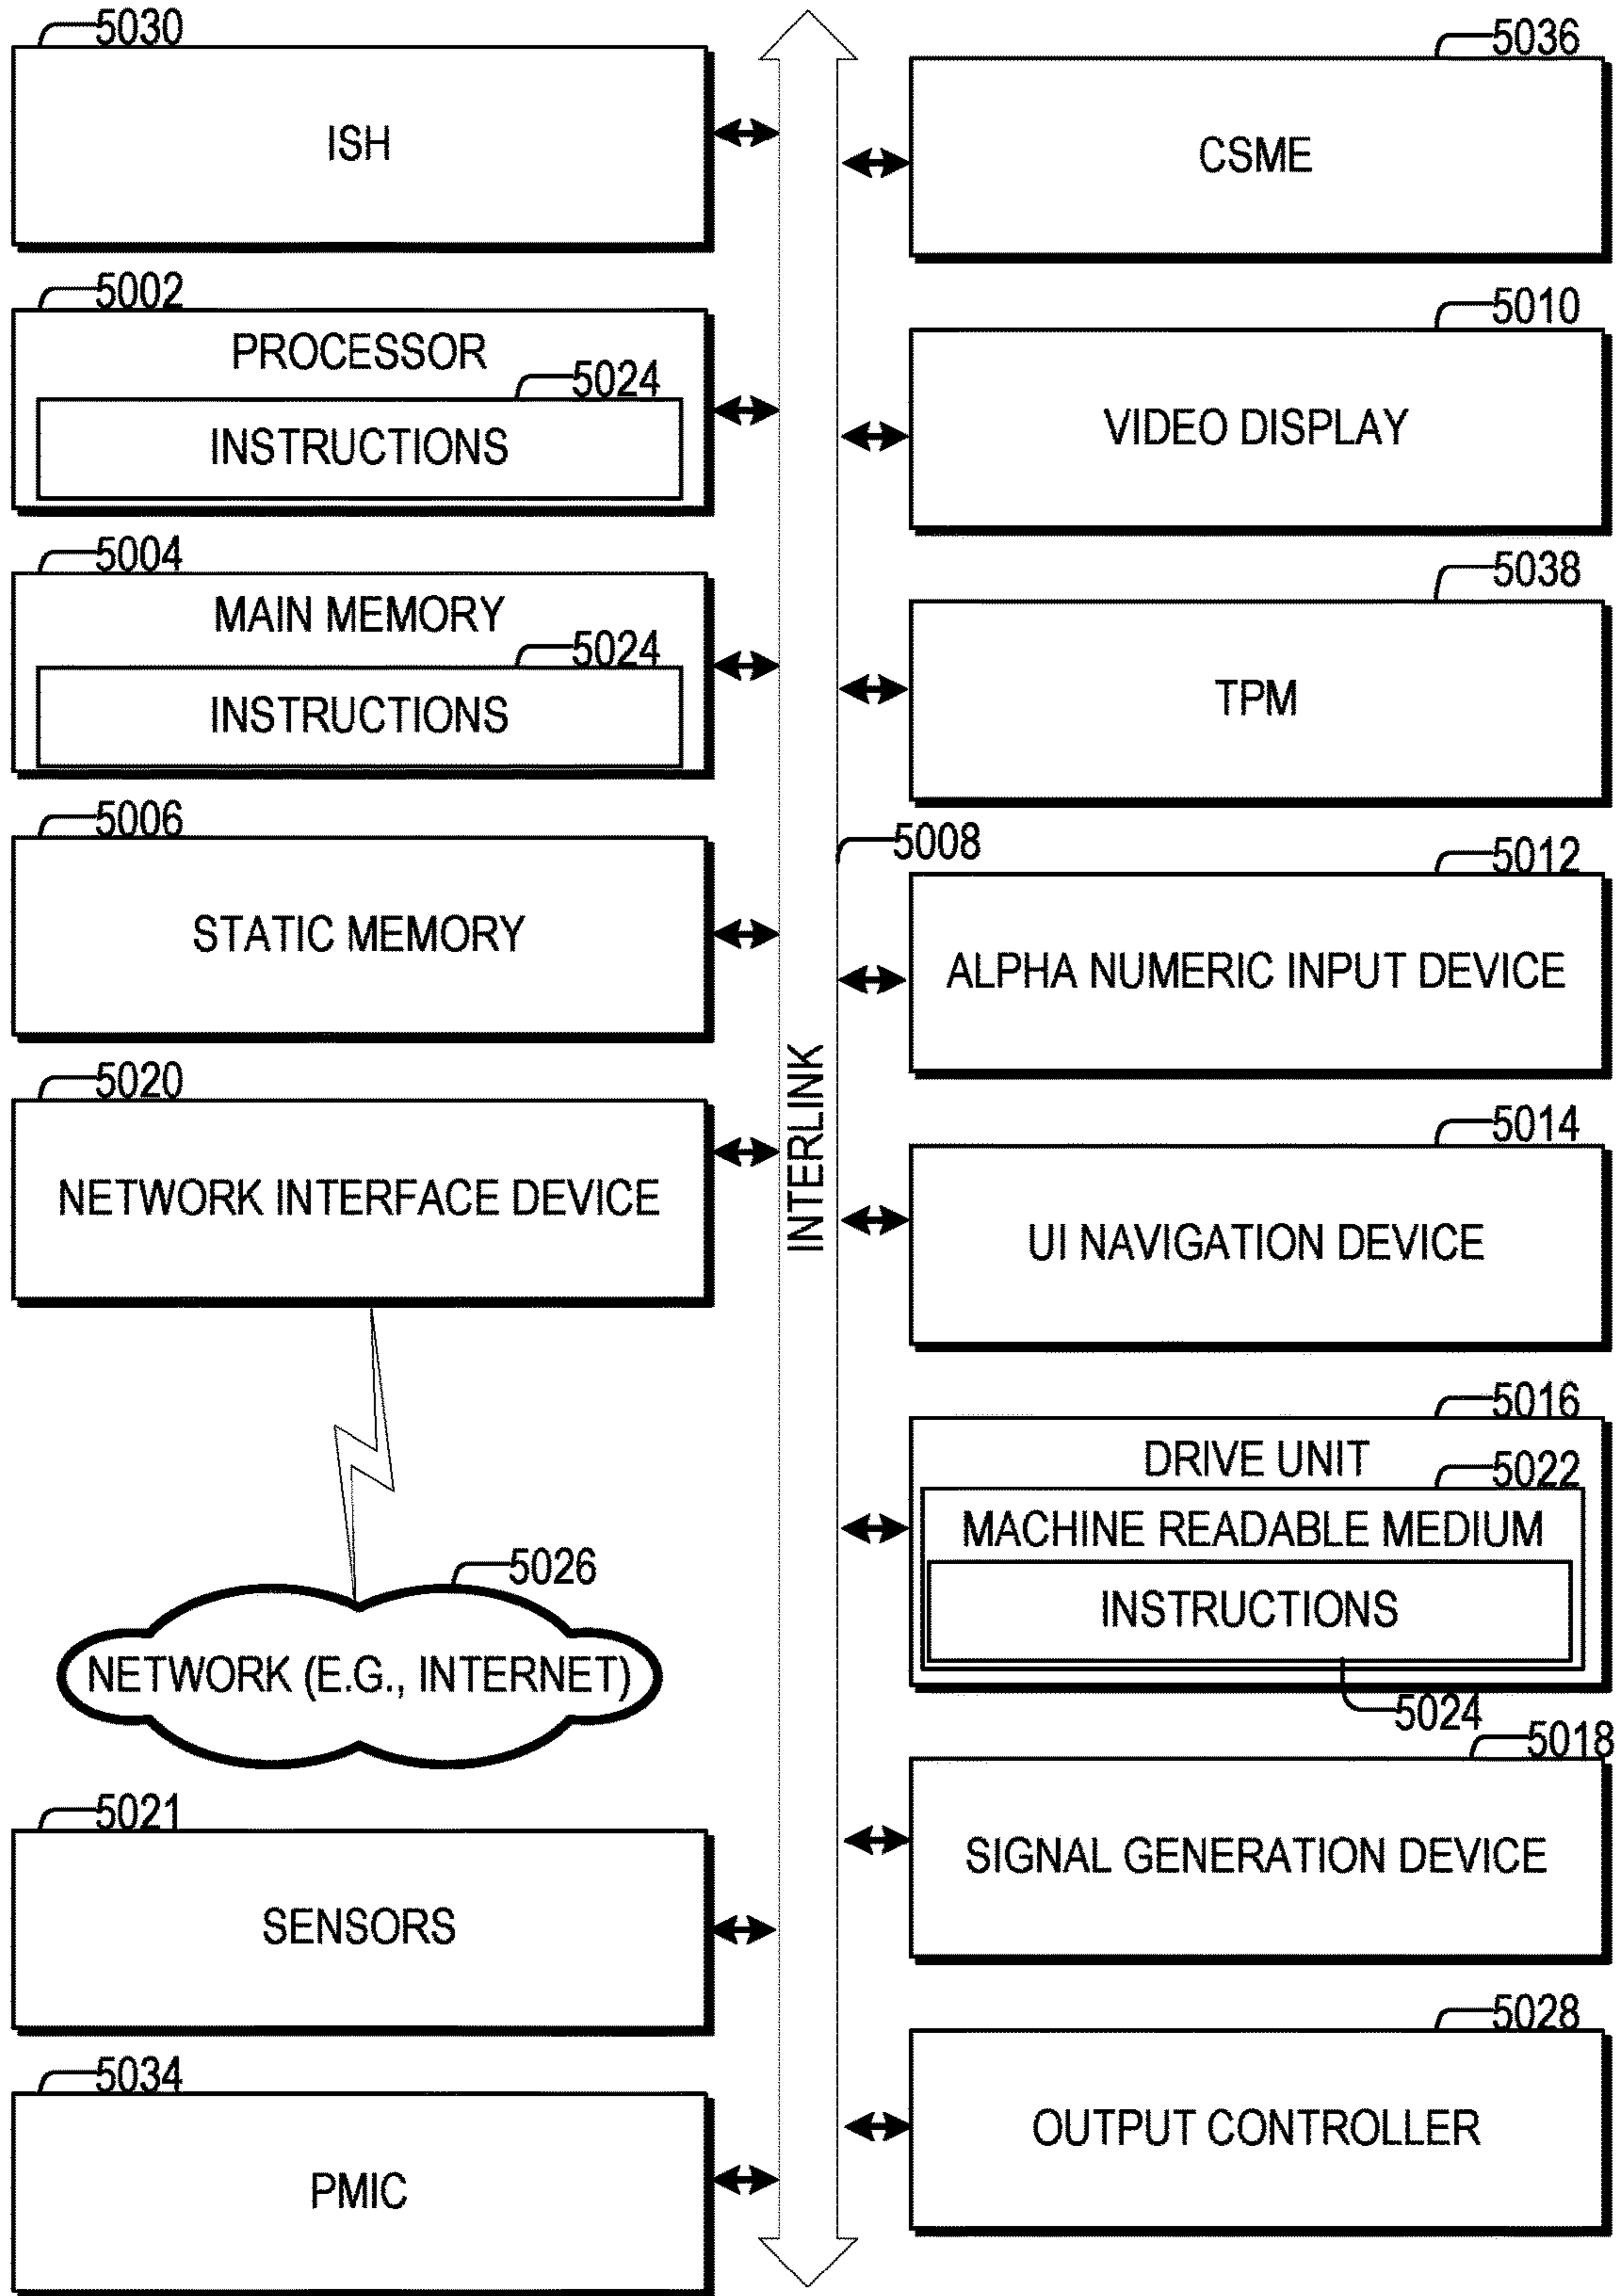 5030
ISH
5002
PROCESSOR
5024
INSTRUCTIONS
5004
MAIN MEMORY
5024
INSTRUCTIONS
5006
STATIC MEMORY
5020
NETWORK INTERFACE DEVICE
5026
NETWORK (E.G., INTERNET)
5021
SENSORS
5034
PMIC
5008
INTERLINK
5036
CSME
5010
VIDEO DISPLAY
5038
TPM
5012
ALPHA NUMERIC INPUT DEVICE
5014
UI NAVIGATION DEVICE
5016
DRIVE UNIT
5022
MACHINE READABLE MEDIUM
INSTRUCTIONS
5024
5018
SIGNAL GENERATION DEVICE
5028
OUTPUT CONTROLLER